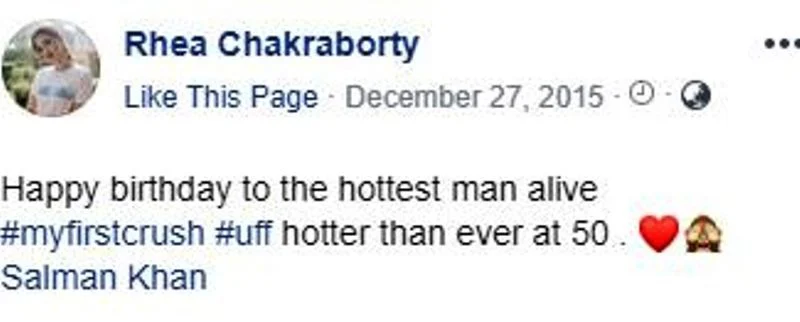 Rhea Chakraborty
Like This Page · December 27, 2015 ·
Happy birthday to the hottest man alive
#myfirstcrush #uff hotter than ever at 50 . ❤️🙈
Salman Khan